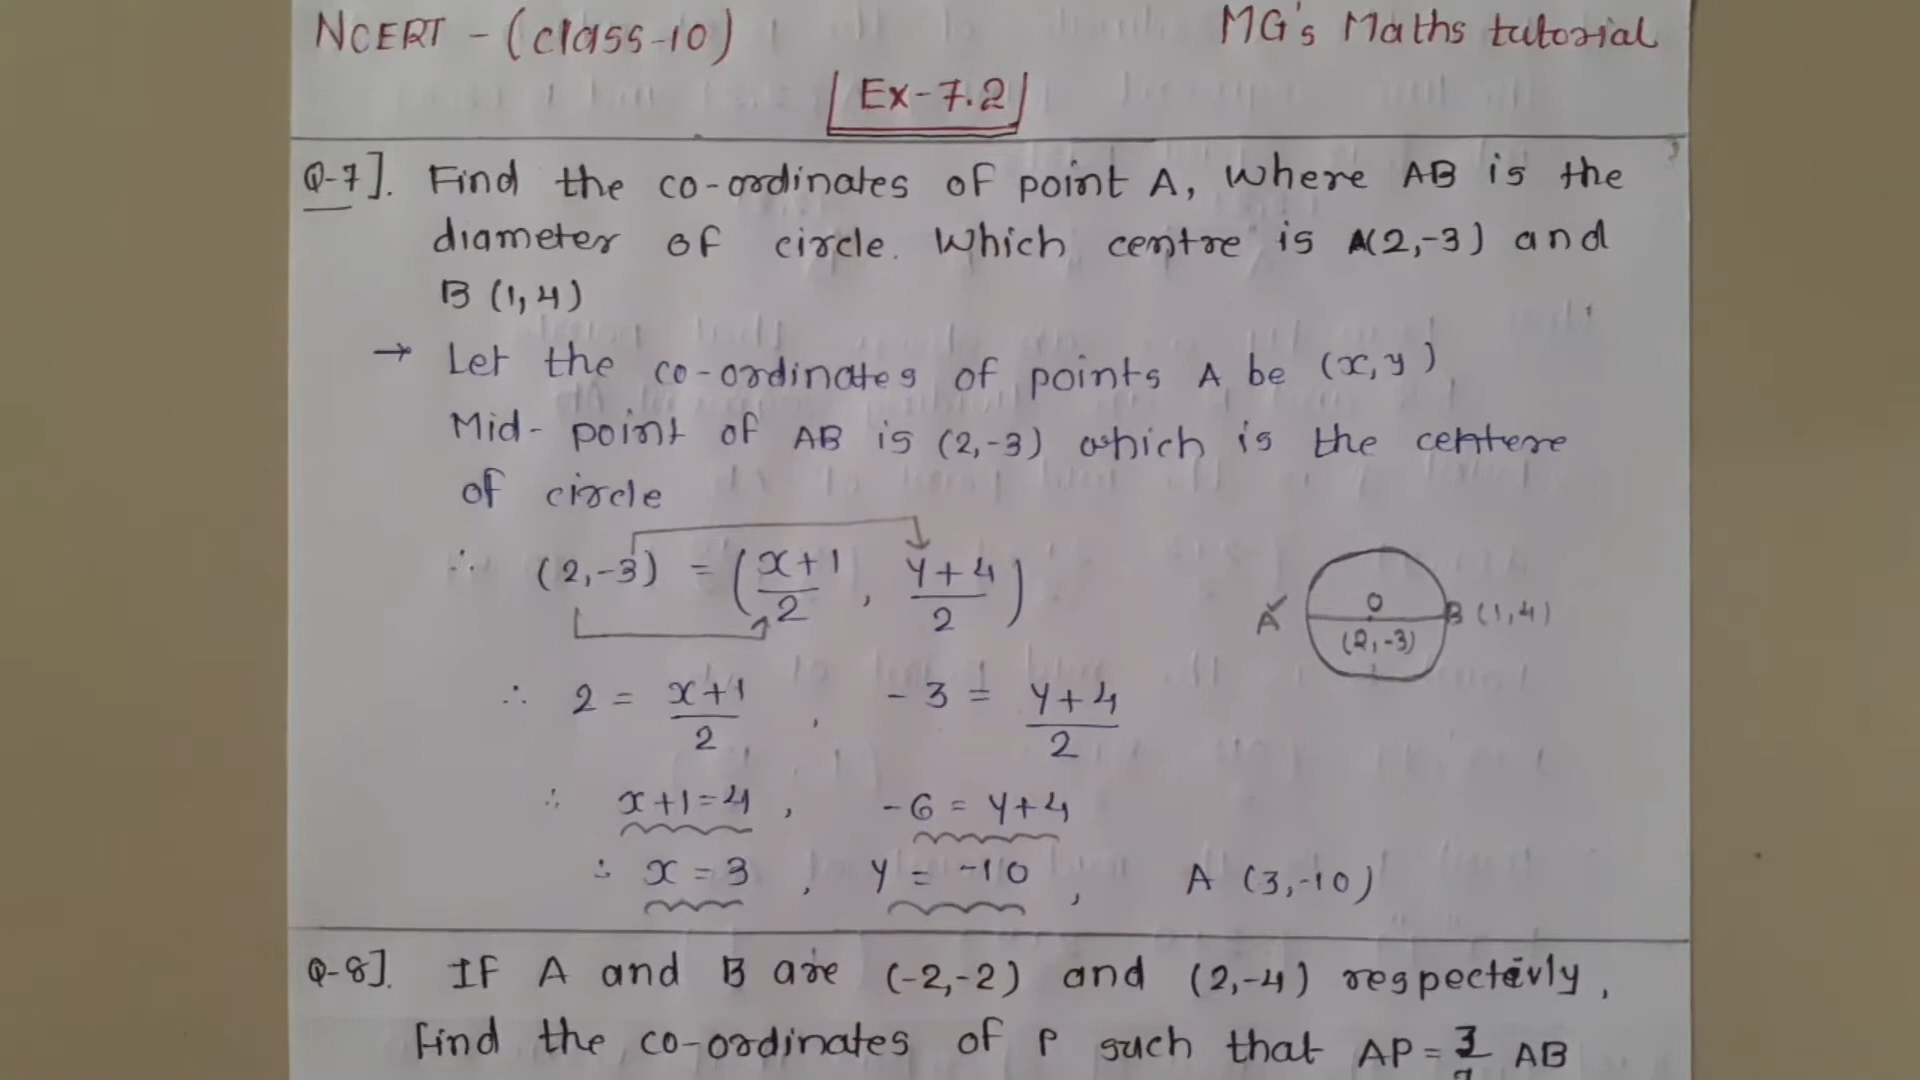 NCERT - (class-10)
MG's Maths tutorial
Ex-7.2
Q-7]. Find the co-ordinates of point A, where AB is the
diameter of circle. Which centre is A(2,-3) and
B (1,4)
→ Let the co-ordinates of points A be (x,y)
Mid-point of AB is (2,-3) which is the centere
of circle
∴ (2,-3) = (x+1/2, y+4/2)
A O B (1,4)
(2,-3)
∴ 2 = x+1/2, -3 = y+4/2
∴ x+1=4, -6 = y+4
∴ x = 3, y = -10, A (3,-10)
Q-8]. If A and B are (-2,-2) and (2,-4) respectivly,
Find the co-ordinates of P such that AP = 3/7 AB